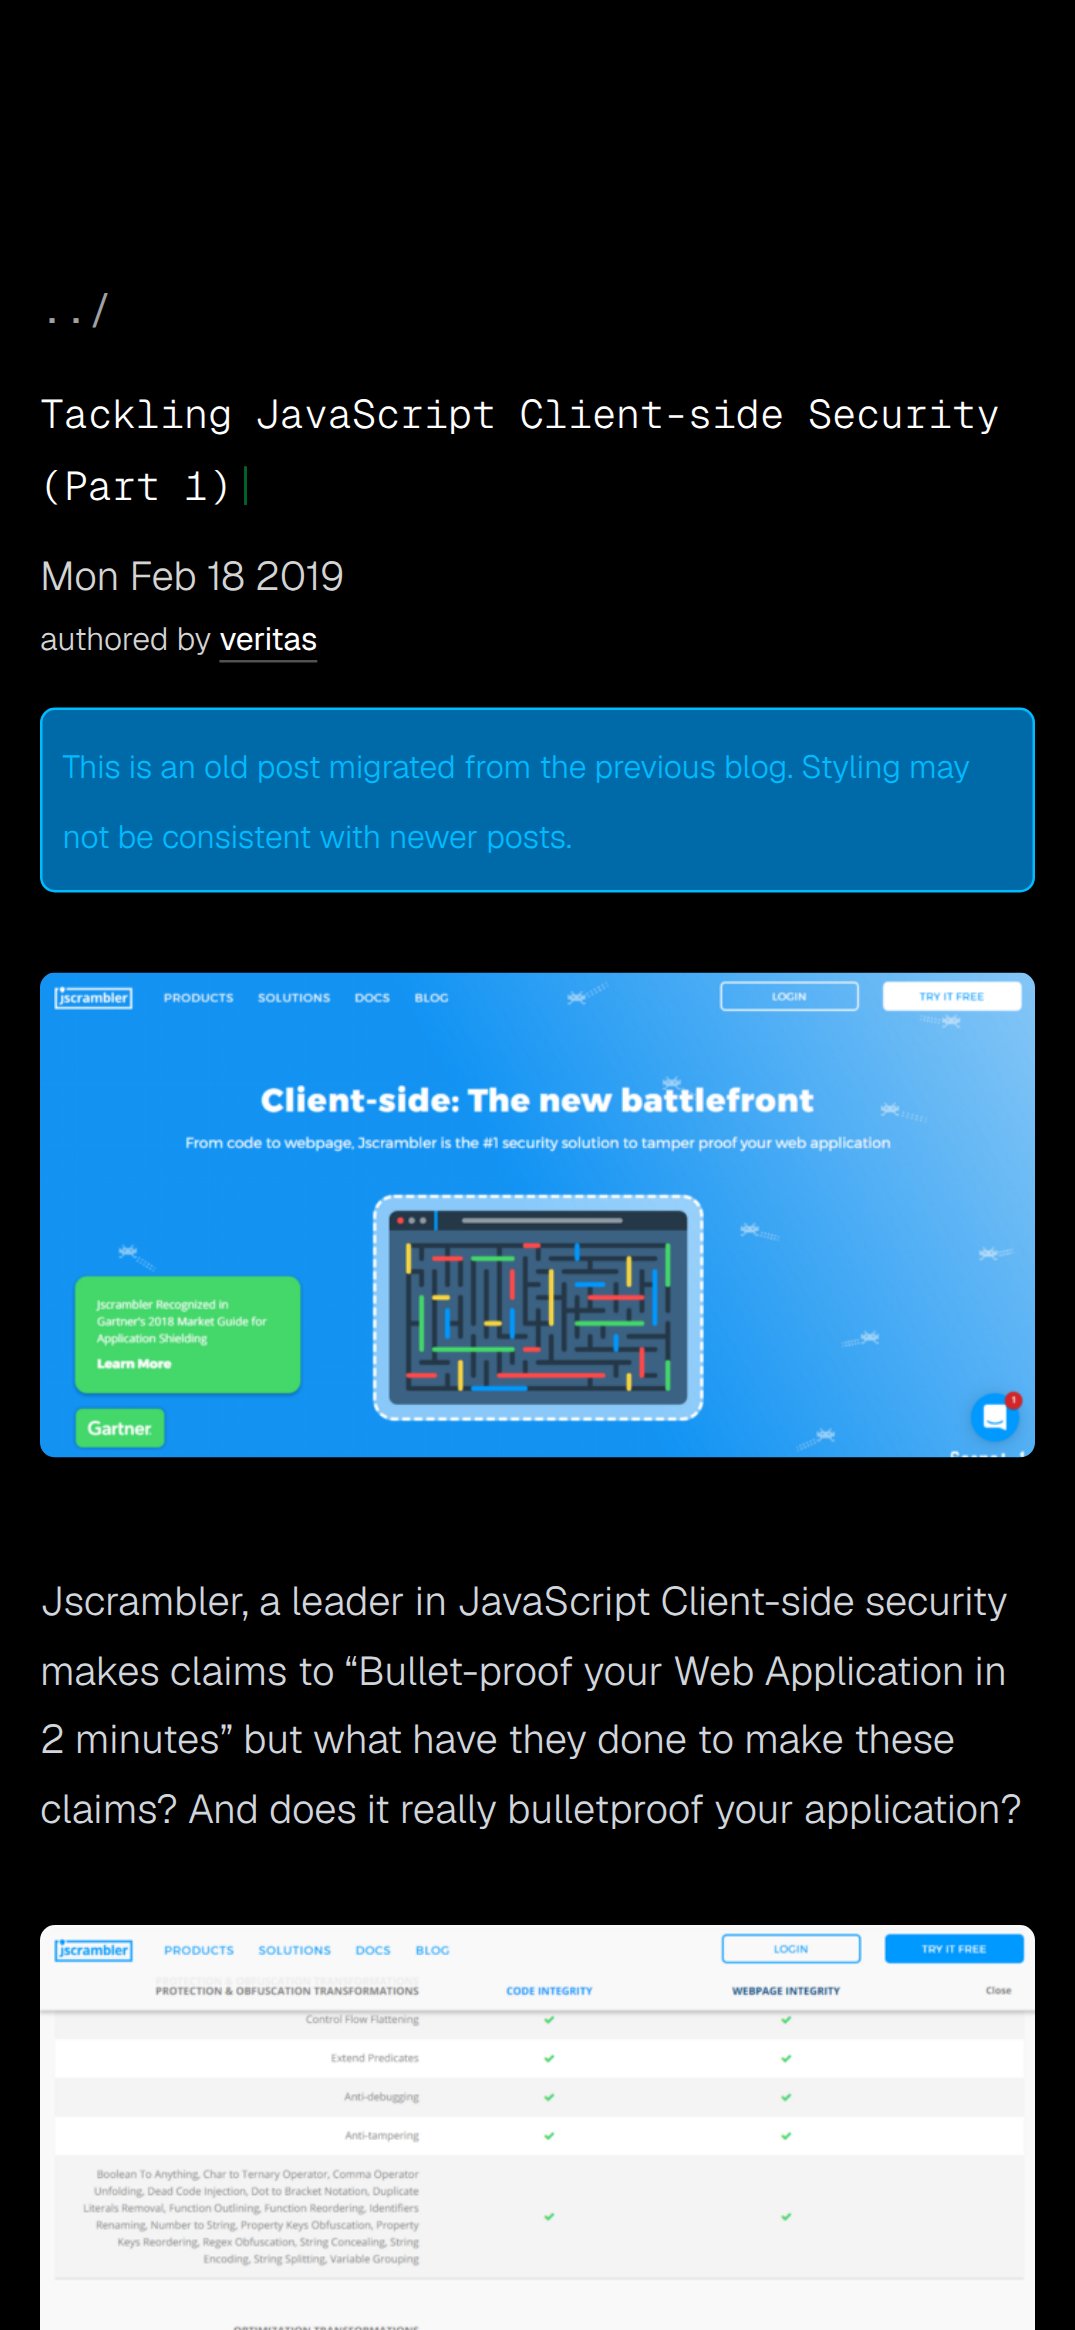 ../
Tackling JavaScript Client-side Security
(Part 1)
Mon Feb 18 2019
authored by veritas
This is an old post migrated from the previous blog. Styling may
not be consistent with newer posts.
jscrambler PRODUCTS SOLUTIONS DOCS BLOG LOGIN TRY IT FREE
Client-side: The new battlefront
From code to webpage, Jscrambler is the #1 security solution to tamper proof your web application
Jscrambler Recognized in
Gartner's 2018 Market Guide for
Application Shielding
Learn More
Gartner
1
Jscrambler, a leader in JavaScript Client-side security
makes claims to “Bullet-proof your Web Application in
2 minutes” but what have they done to make these
claims? And does it really bulletproof your application?
jscrambler PRODUCTS SOLUTIONS DOCS BLOG LOGIN TRY IT FREE
PROTECTION & OBFUSCATION TRANSFORMATIONS CODE INTEGRITY WEBPAGE INTEGRITY Close
Control Flow Flattening
Extend Predicates
Anti-debugging
Anti-tampering
Boolean To Anything, Char to Ternary Operator, Comma Operator
Unfolding, Dead Code Injection, Dot to Bracket Notation, Duplicate
Literals Removal, Function Outlining, Function Reordering, Identifiers
Renaming, Number to String, Property Keys Obfuscation, Property
Keys Reordering, Regex Obfuscation, String Concealing, String
Encoding, String Splitting, Variable Grouping
OPTIMIZATION TRANSFORMATIONS